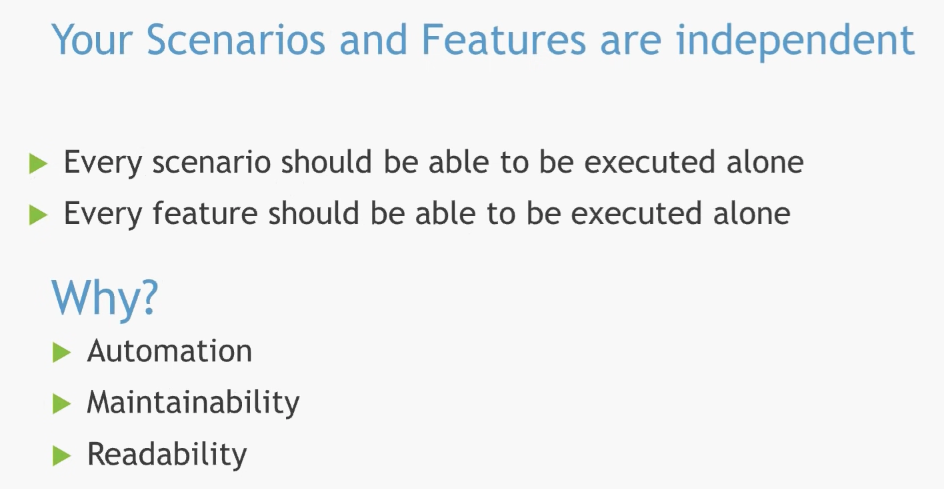 Your Scenarios and Features are independent
Every scenario should be able to be executed alone
Every feature should be able to be executed alone
Why?
Automation
Maintainability
Readability